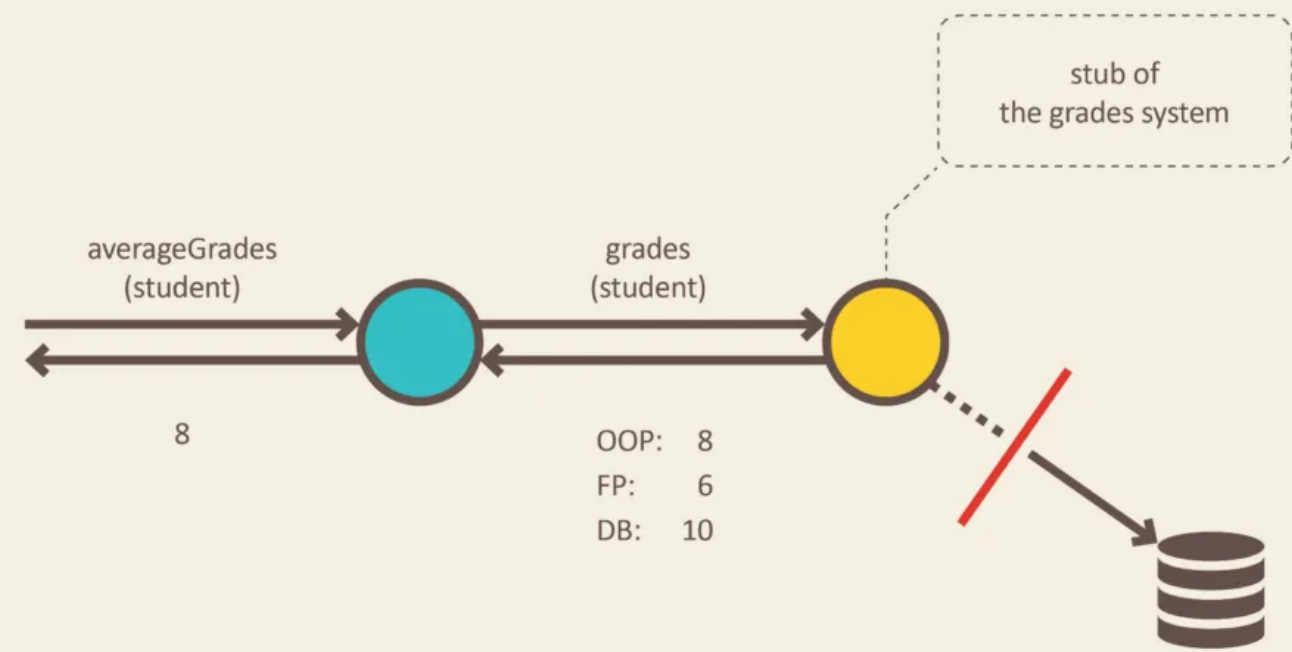 stub of
the grades system
averageGrades
(student)
grades
(student)
8
OOP: 8
FP: 6
DB: 10